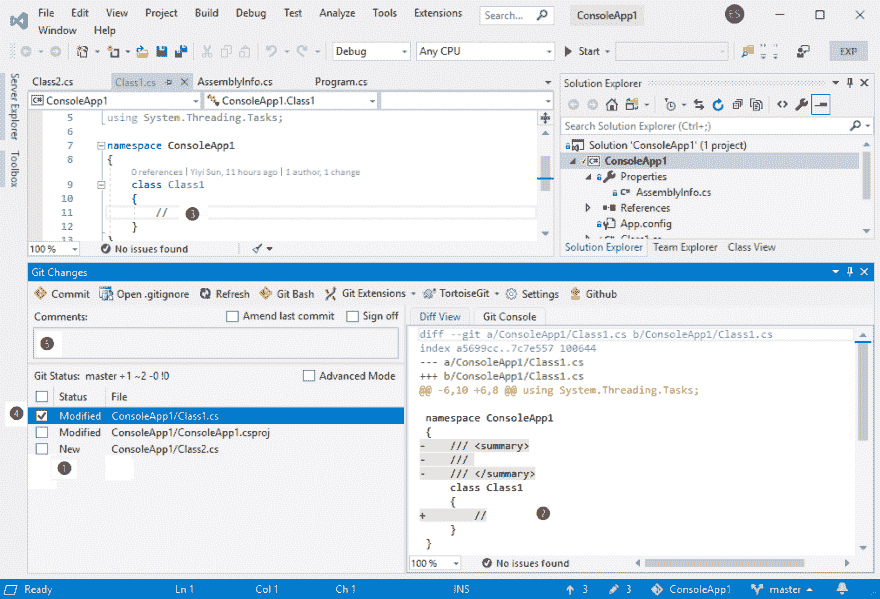 File Edit View Project Build Debug Test Analyze Tools Extensions Search... ConsoleApp1 ES
Window Help
Debug Any CPU Start EXP
Server Explorer
Toolbox
Class2.cs Class1.cs AssemblyInfo.cs Program.cs
ConsoleApp1 ConsoleApp1.Class1
5 using System.Threading.Tasks;
6
7 namespace ConsoleApp1
8 {
0 references | Yiyi Sun, 11 hours ago | 1 author, 1 change
9 class Class1
10 {
11 // 3
12 }
13 }
100 % No issues found
Solution Explorer
Search Solution Explorer (Ctrl+;)
Solution 'ConsoleApp1' (1 project)
ConsoleApp1
Properties
AssemblyInfo.cs
References
App.config
Class1.cs
Solution Explorer Team Explorer Class View
Git Changes
Commit Open .gitignore Refresh Git Bash Git Extensions TortoiseGit Settings Github
Comments: Amend last commit Sign off
5
Git Status: master +1 ~2 -0 !0 Advanced Mode
Status File
4 Modified ConsoleApp1/Class1.cs
Modified ConsoleApp1/ConsoleApp1.csproj
New ConsoleApp1/Class2.cs
1
Diff View Git Console
diff --git a/ConsoleApp1/Class1.cs b/ConsoleApp1/Class1.cs
index a5699cc..7c7e557 100644
--- a/ConsoleApp1/Class1.cs
+++ b/ConsoleApp1/Class1.cs
@@ -6,10 +6,8 @@ using System.Threading.Tasks;
namespace ConsoleApp1
{
- /// <summary>
- ///
- /// </summary>
class Class1
{
+ // 2
}
}
100 % No issues found
Ready Ln 1 Col 1 Ch 1 INS 3 3 ConsoleApp1 master